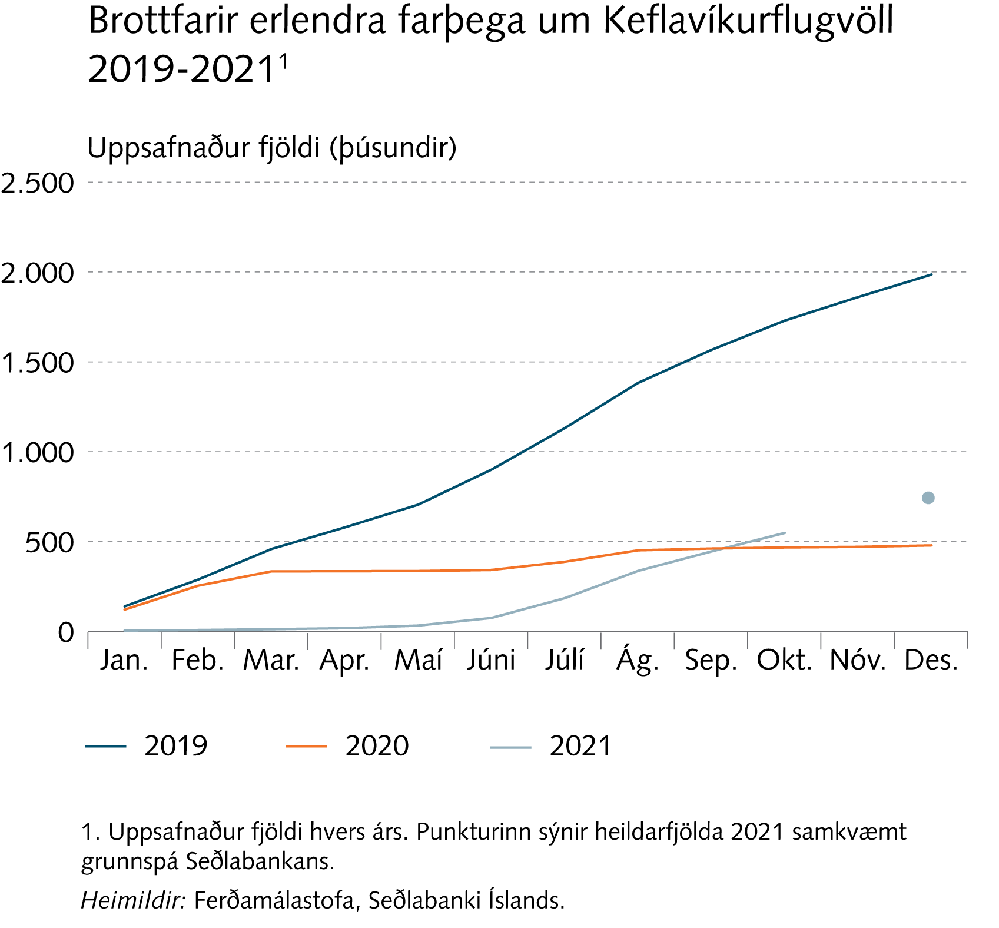 Brottfarir erlendra farþega um Keflavíkurflugvöll
2019-2021¹
Uppsafnaður fjöldi (þúsundir)
2.500
2.000
1.500
1.000
500
0
Jan. Feb. Mar. Apr. Maí Júni Júlí Ág. Sep. Okt. Nóv. Des.
2019 2020 2021
1. Uppsafnaður fjöldi hvers árs. Punkturinn sýnir heildarfjölda 2021 samkvæmt
grunnspá Seðlabankans.
Heimildir: Ferðamálastofa, Seðlabanki Íslands.